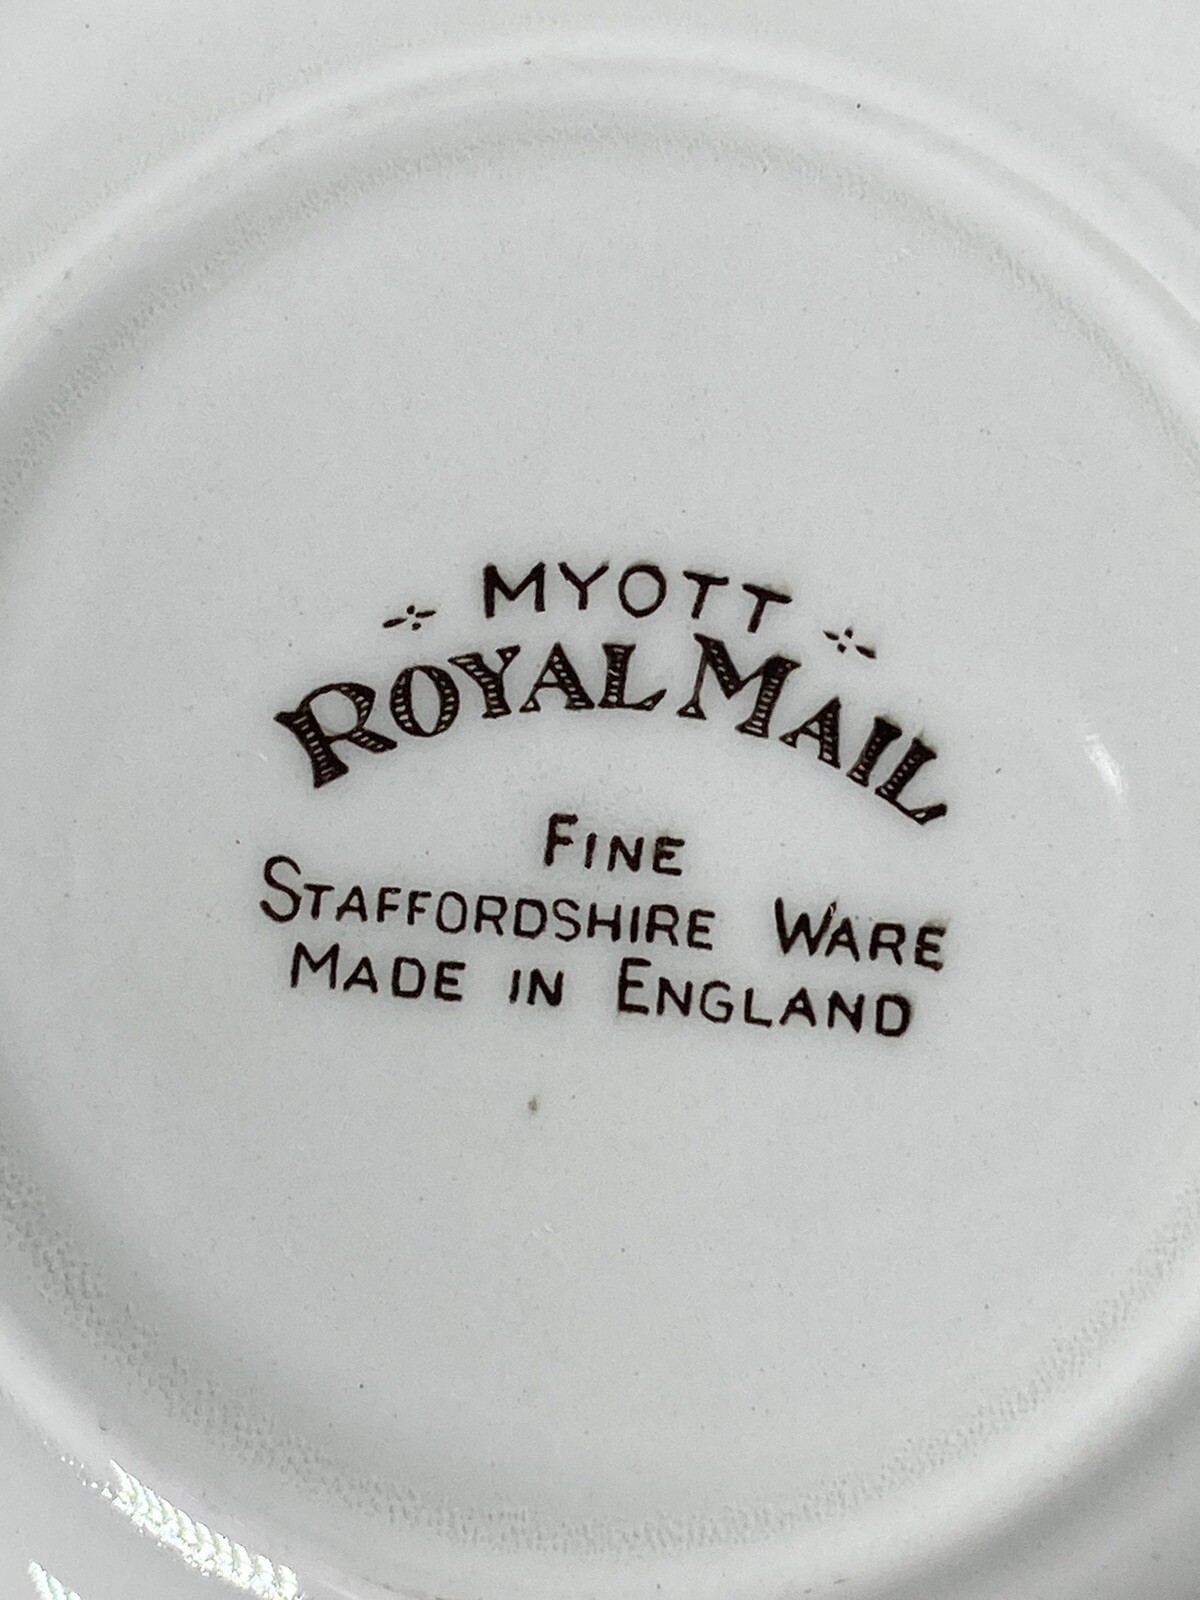 MYOTT
ROYAL MAIL
FINE
STAFFORDSHIRE WARE
MADE IN ENGLAND